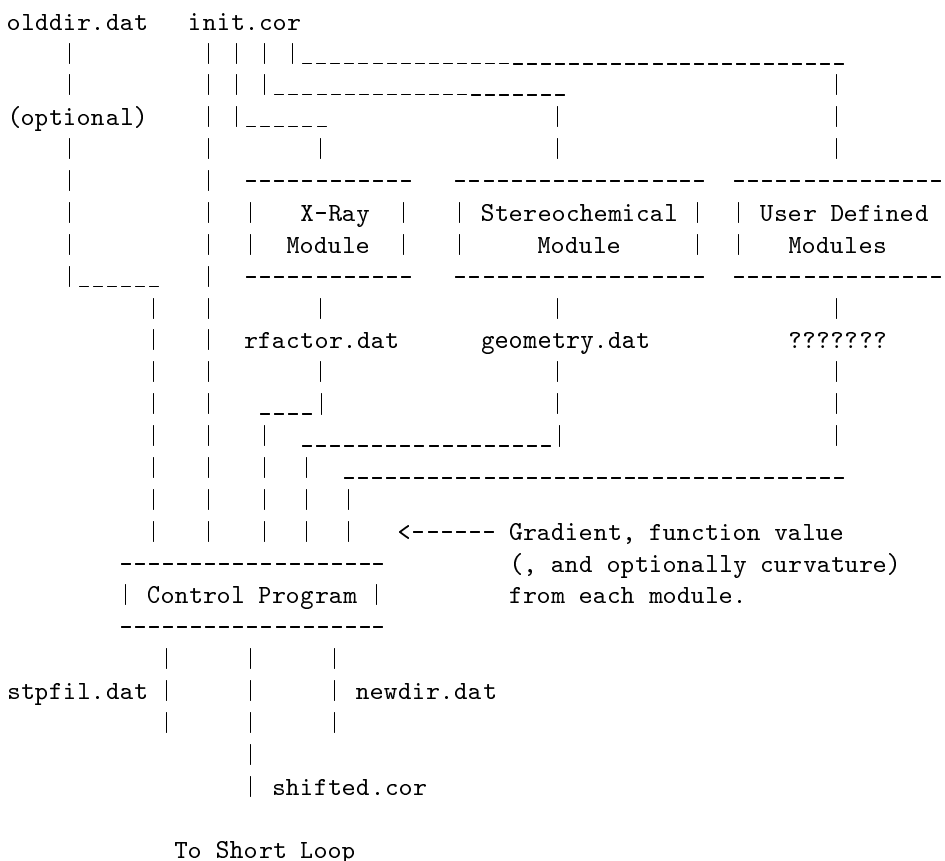 olddir.dat init.cor
(optional)
X-Ray Stereochemical User Defined
Module Module Modules
rfactor.dat geometry.dat ???????
<------ Gradient, function value
(, and optionally curvature)
Control Program from each module.
stpfil.dat newdir.dat
shifted.cor
To Short Loop